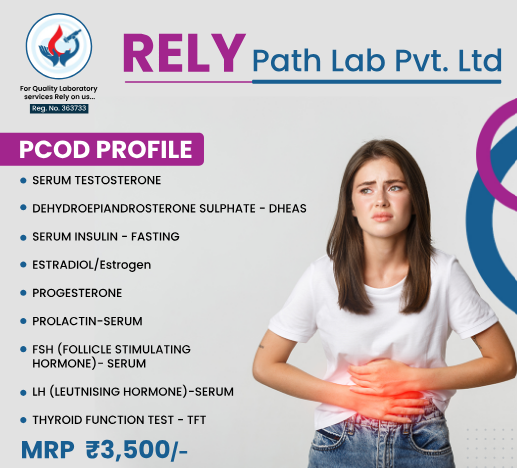 RELY Path Lab Pvt. Ltd
For Quality Laboratory
services Rely on us...
Reg. No. 363733
PCOD PROFILE
SERUM TESTOSTERONE
DEHYDROEPIANDROSTERONE SULPHATE - DHEAS
SERUM INSULIN - FASTING
ESTRADIOL/Estrogen
PROGESTERONE
PROLACTIN-SERUM
FSH (FOLLICLE STIMULATING
HORMONE)- SERUM
LH (LEUTNISING HORMONE)-SERUM
THYROID FUNCTION TEST - TFT
MRP ₹3,500/-